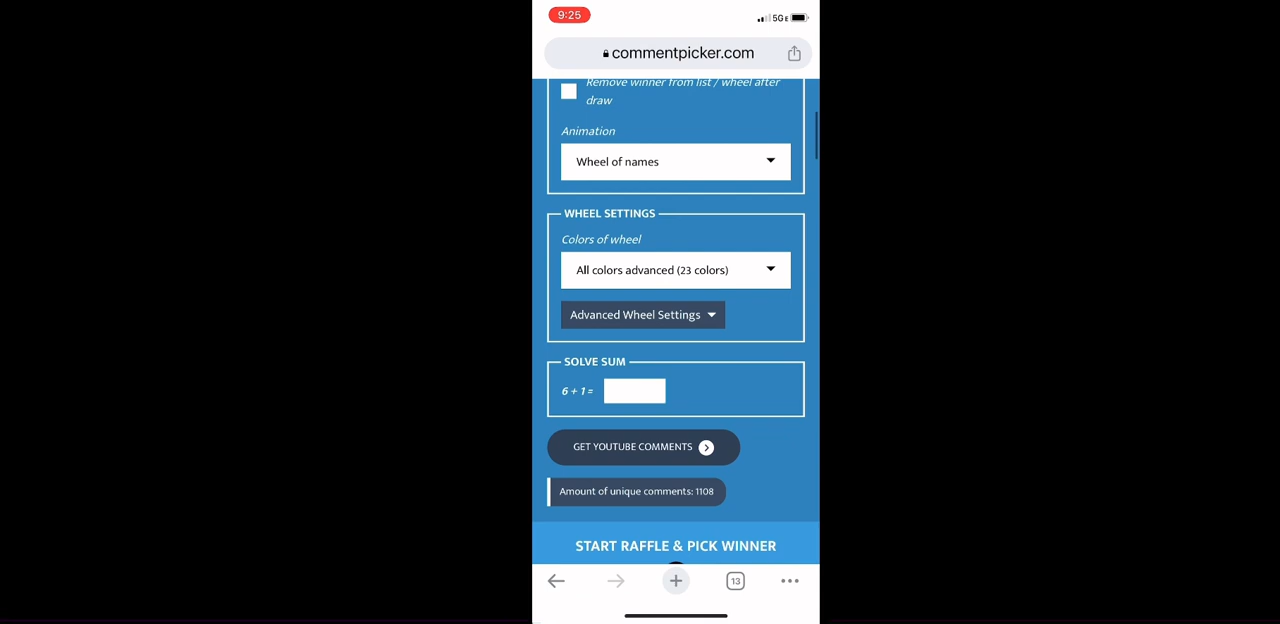 9:25
5GE
commentpicker.com
Remove winner from list / wheel after
draw
Animation
Wheel of names
WHEEL SETTINGS
Colors of wheel
All colors advanced (23 colors)
Advanced Wheel Settings
SOLVE SUM
6 + 1 =
GET YOUTUBE COMMENTS
Amount of unique comments: 1108
START RAFFLE & PICK WINNER
13